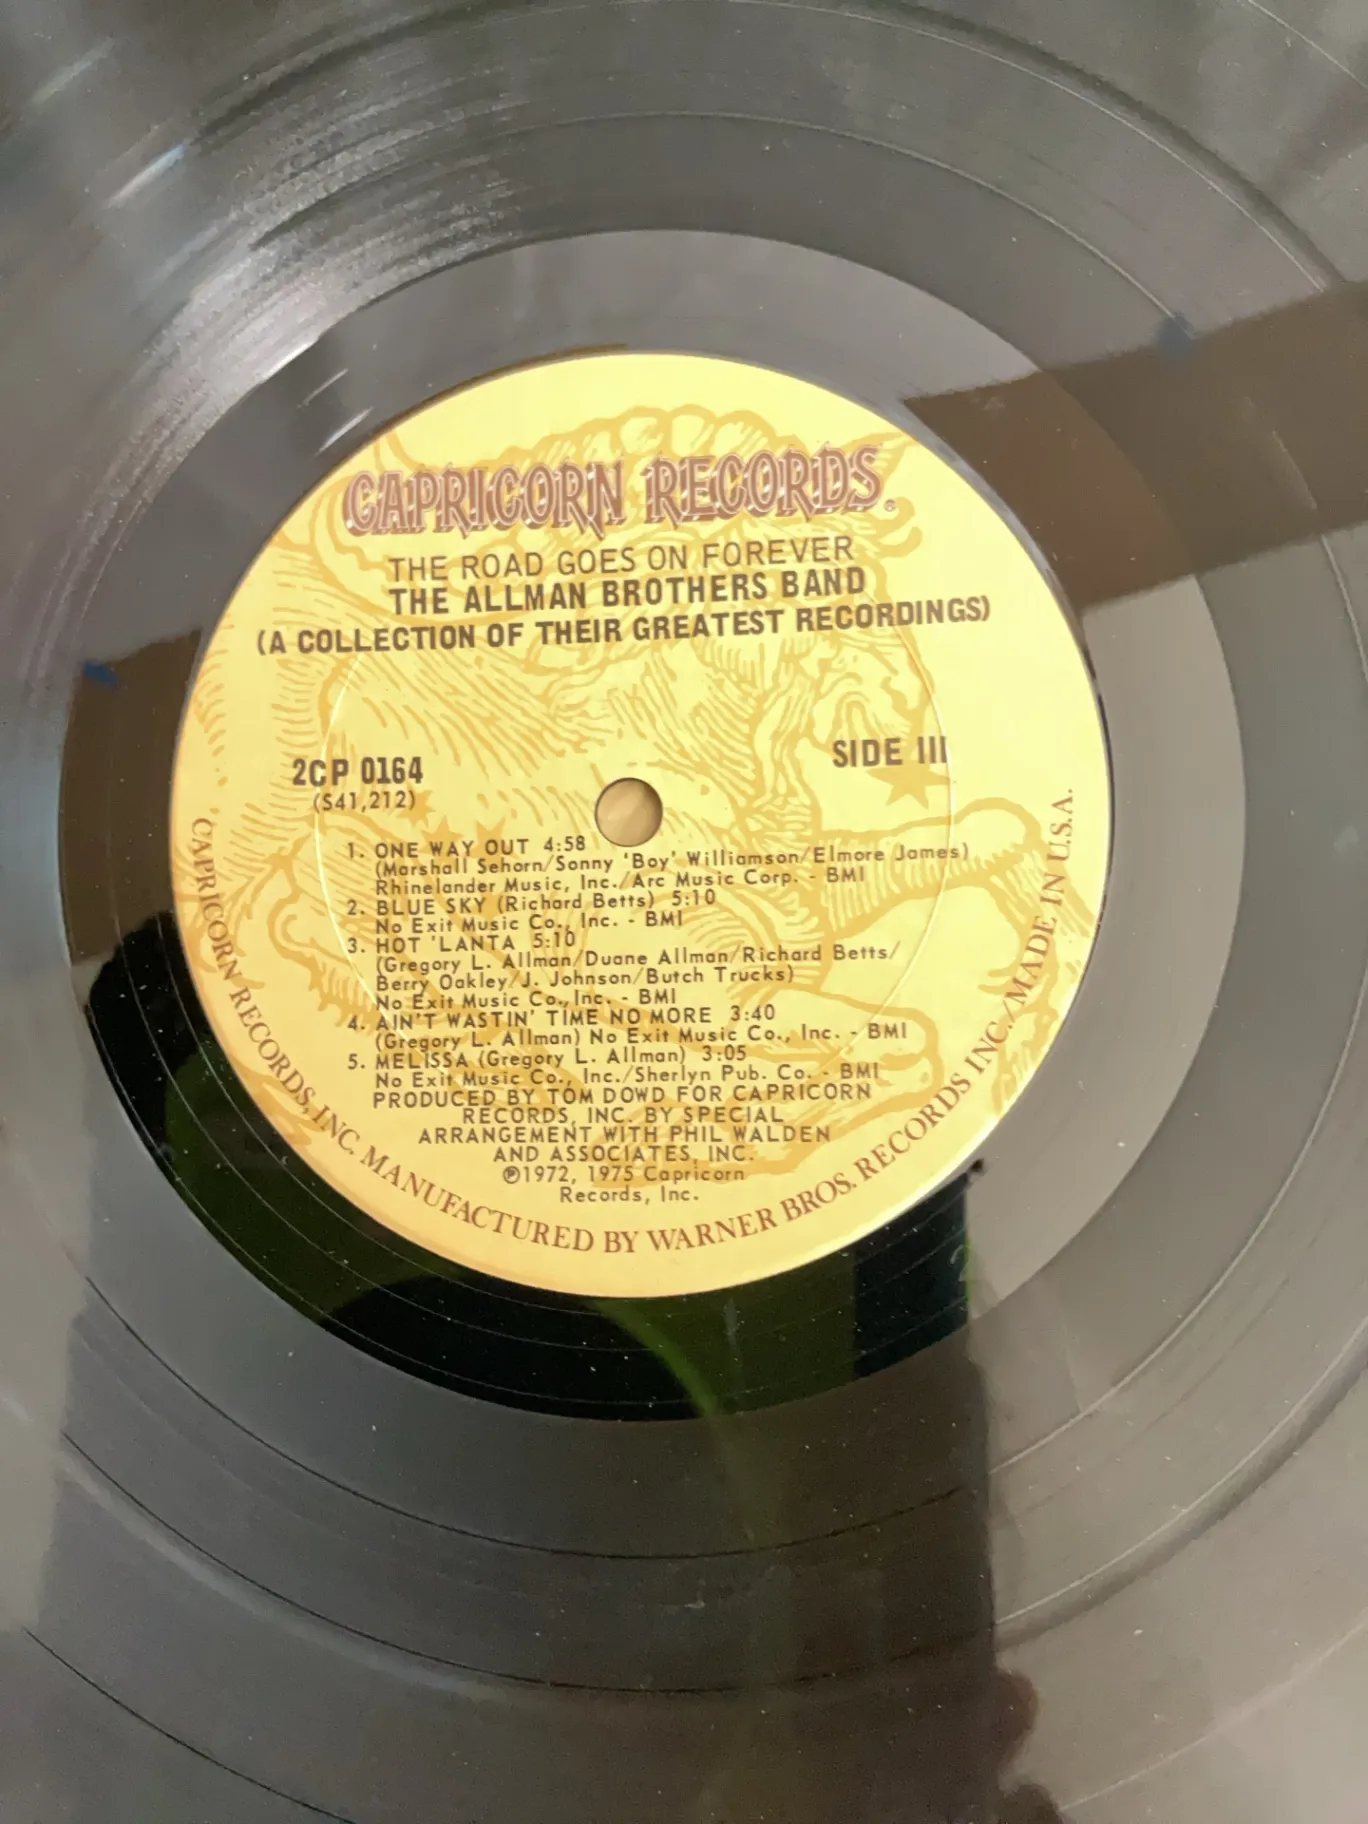 CAPRICORN RECORDS®
THE ROAD GOES ON FOREVER
THE ALLMAN BROTHERS BAND
(A COLLECTION OF THEIR GREATEST RECORDINGS)
2CP 0164
(S41,212)
SIDE III
1. ONE WAY OUT 4:58
(Marshall Sehorn/Sonny 'Boy' Williamson/Elmore James)
Rhinelander Music, Inc./Arc Music Corp. - BMI
2. BLUE SKY (Richard Betts) 5:10
No Exit Music Co., Inc. - BMI
3. HOT 'LANTA 5:10
(Gregory L. Allman/Duane Allman/Richard Betts/
Berry Oakley/J. Johnson/Butch Trucks)
No Exit Music Co., Inc. - BMI
4. AIN'T WASTIN' TIME NO MORE 3:40
(Gregory L. Allman) No Exit Music Co., Inc. - BMI
5. MELISSA (Gregory L. Allman) 3:05
No Exit Music Co., Inc./Sherlyn Pub. Co. - BMI
PRODUCED BY TOM DOWD FOR CAPRICORN
RECORDS, INC. BY SPECIAL
ARRANGEMENT WITH PHIL WALDEN
AND ASSOCIATES, INC.
℗1972, 1975 Capricorn
Records, Inc.
CAPRICORN RECORDS, INC. MANUFACTURED BY WARNER BROS. RECORDS INC./MADE IN U.S.A.